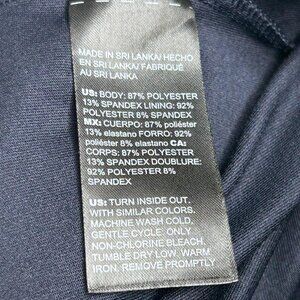 MADE IN SRI LANKA/ HECHO
EN SRI LANKA/ FABRIQUÉ
AU SRI LANKA
US: BODY: 87% POLYESTER
13% SPANDEX LINING: 92%
POLYESTER 8% SPANDEX
MX: CUERPO: 87% poliéster
13% elastano FORRO: 92%
poliéster 8% elastano CA:
CORPS: 87% POLYESTER
13% SPANDEX DOUBLURE:
92% POLYESTER 8%
SPANDEX
US: TURN INSIDE OUT.
WITH SIMILAR COLORS.
MACHINE WASH COLD,
GENTLE CYCLE. ONLY
NON-CHLORINE BLEACH.
TUMBLE DRY LOW. WARM
IRON. REMOVE PROMPTLY